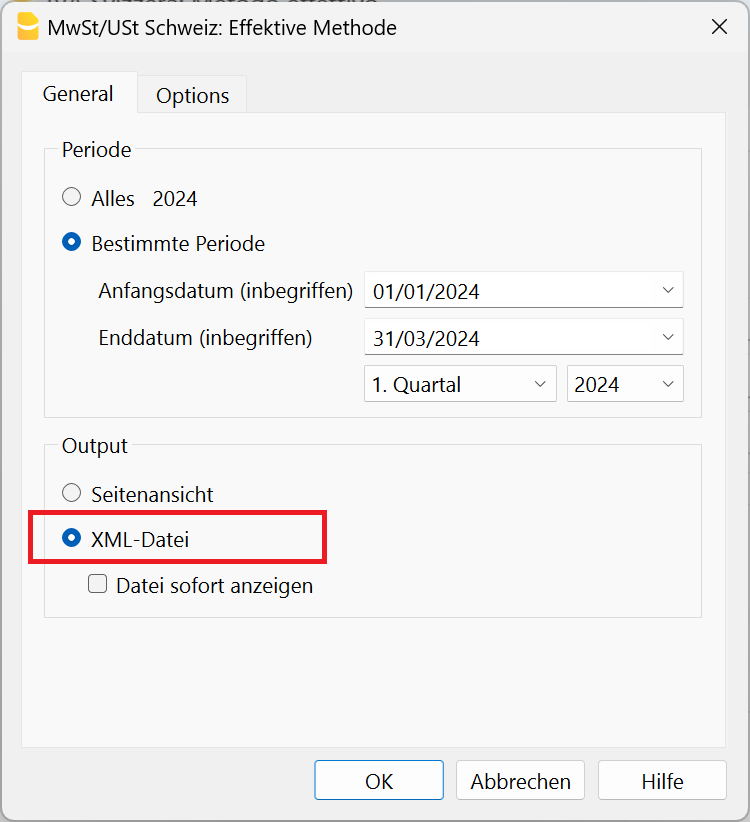 MwSt/USt Schweiz: Effektive Methode
General
Options
Periode
Alles 2024
Bestimmte Periode
Anfangsdatum (inbegriffen) 01/01/2024
Enddatum (inbegriffen) 31/03/2024
1. Quartal 2024
Output
Seitenansicht
XML-Datei
Datei sofort anzeigen
OK Abbrechen Hilfe